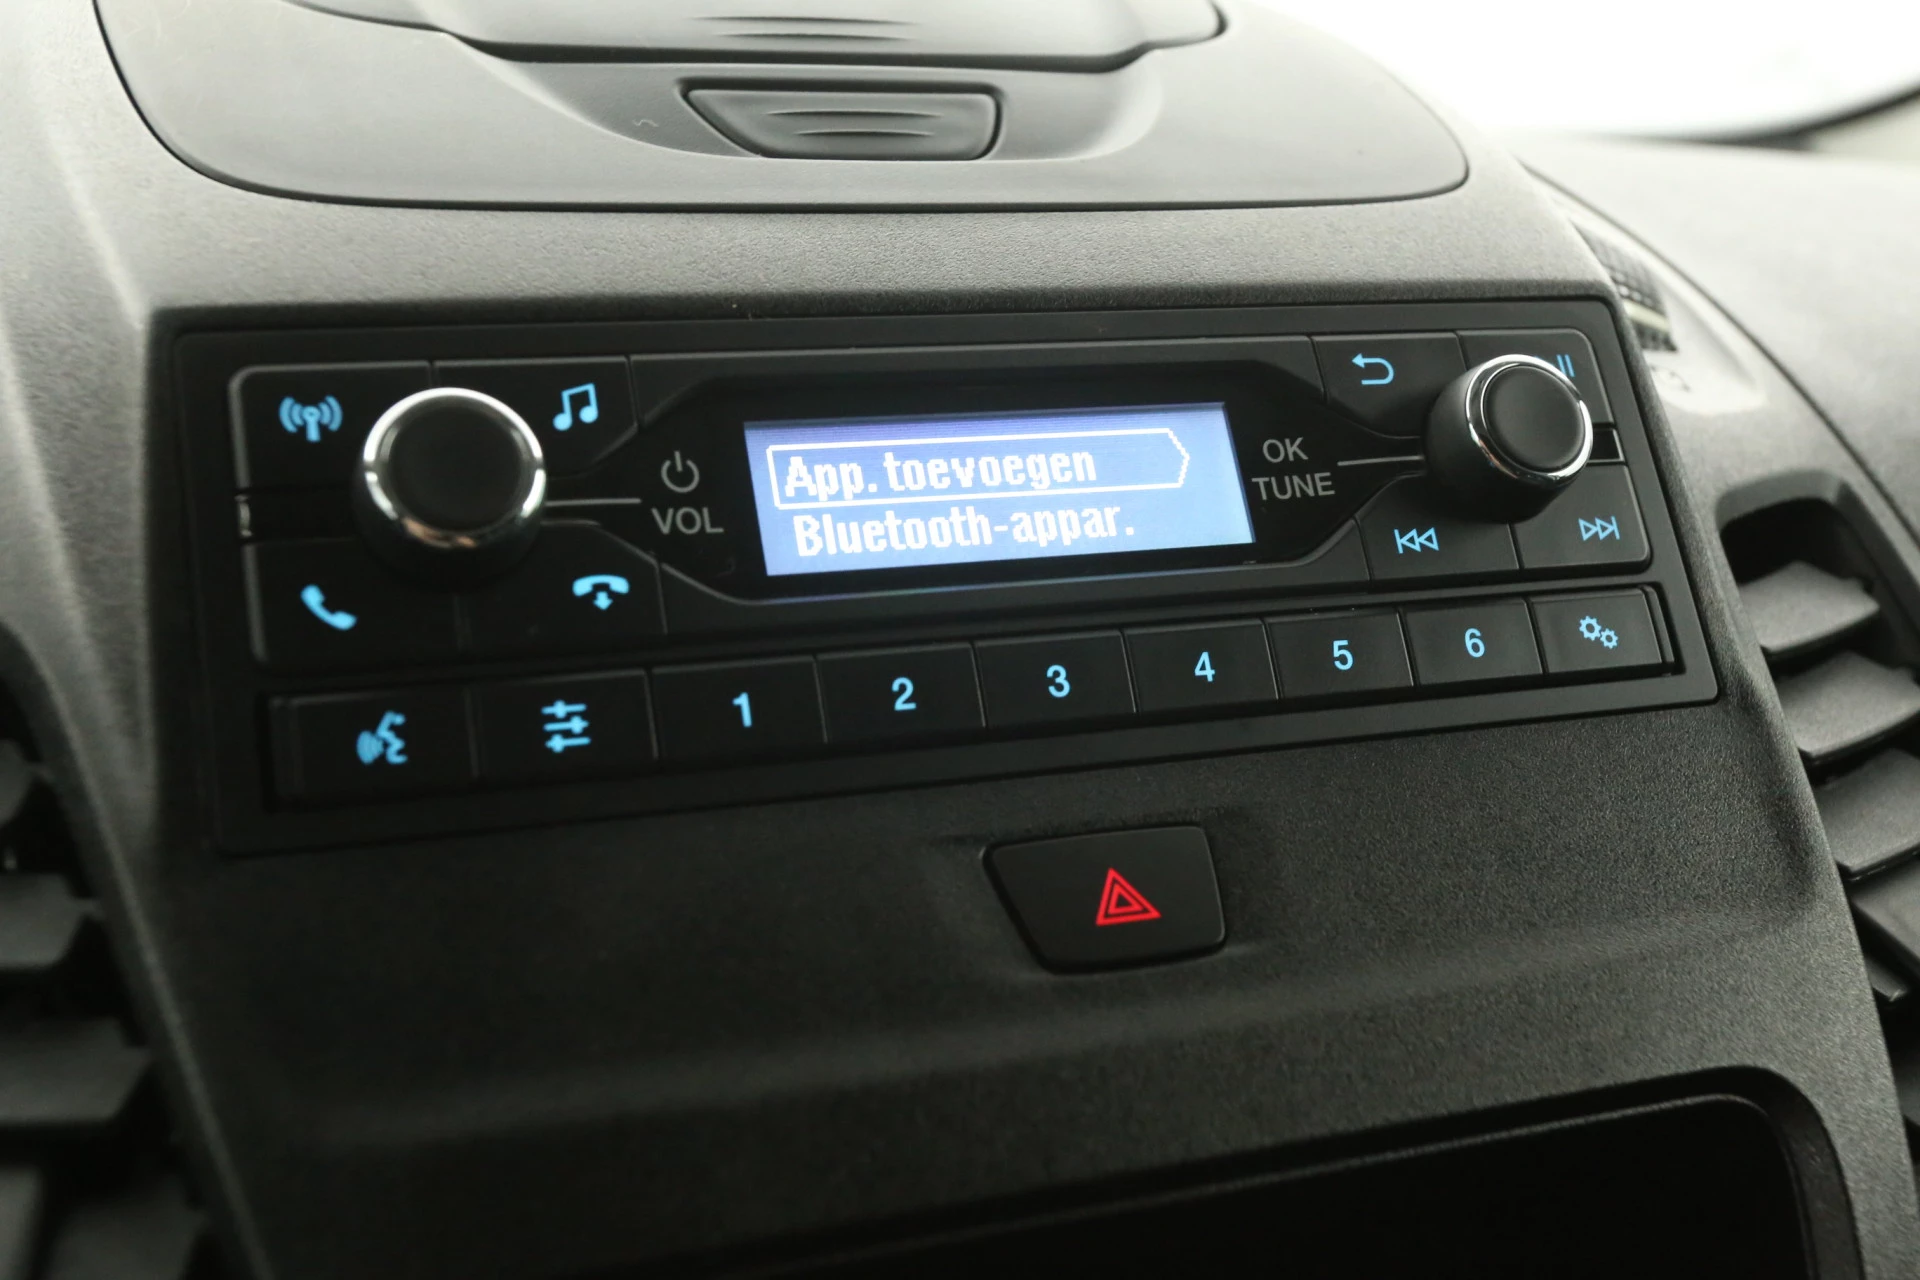 App. toevoegen
Bluetooth-appar.
VOL
OK
TUNE
1 2 3 4 5 6